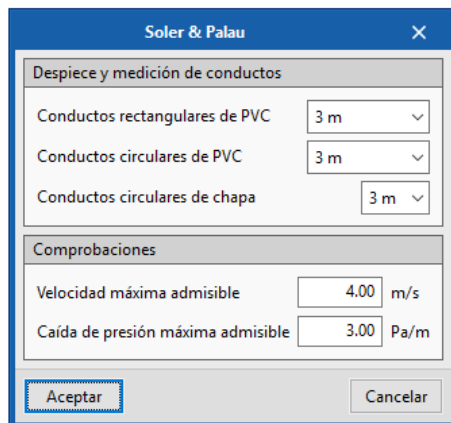 Soler & Palau
Despiece y medición de conductos
Conductos rectangulares de PVC 3 m
Conductos circulares de PVC 3 m
Conductos circulares de chapa 3 m
Comprobaciones
Velocidad máxima admisible 4.00 m/s
Caída de presión máxima admisible 3.00 Pa/m
Aceptar Cancelar